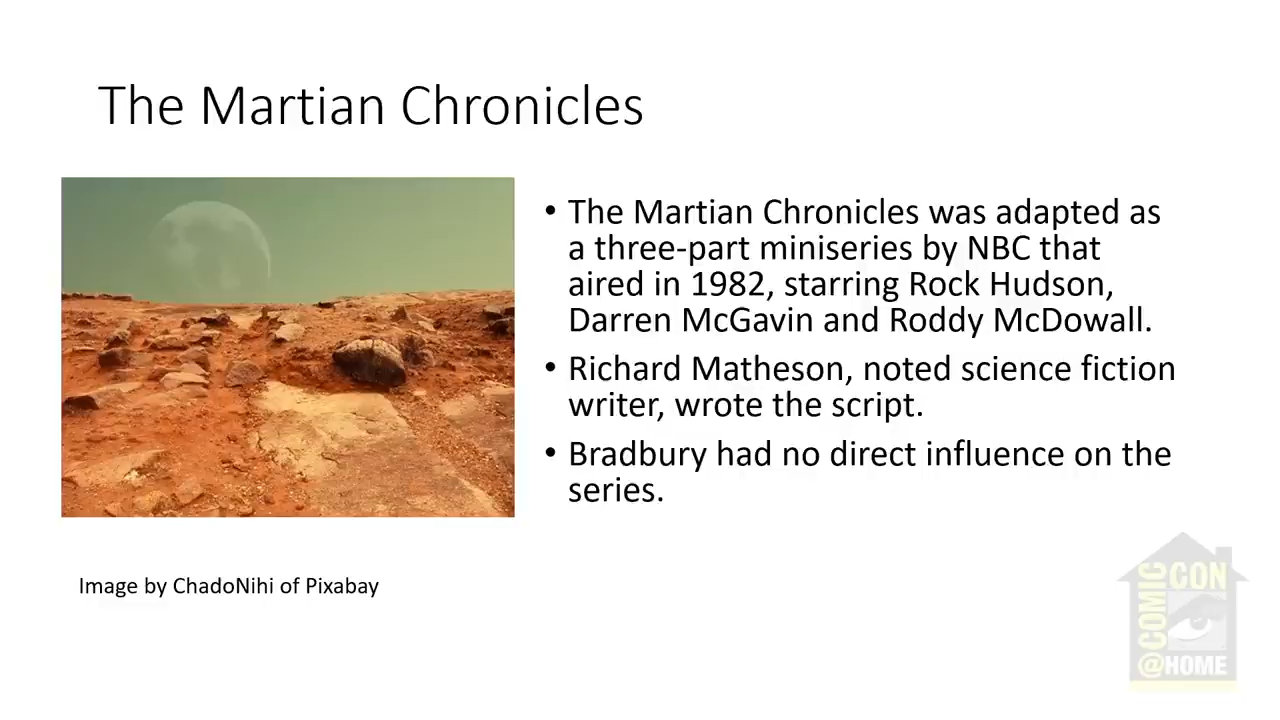 The Martian Chronicles
• The Martian Chronicles was adapted as
a three-part miniseries by NBC that
aired in 1982, starring Rock Hudson,
Darren McGavin and Roddy McDowall.
• Richard Matheson, noted science fiction
writer, wrote the script.
• Bradbury had no direct influence on the
series.
Image by ChadoNihi of Pixabay
COMIC
CON
@HOME